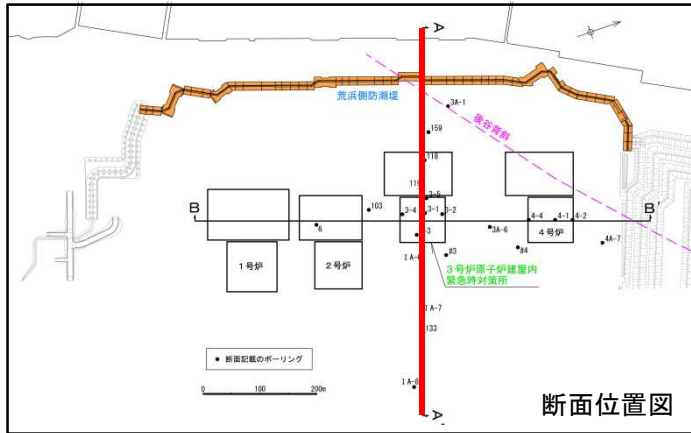 A
荒浜側防潮堤
後谷背斜
3A-1
159
118
119
3-5
103
3-4
3-1
3-2
B
B'
6
3A-6
4-4
4-1
4-2
4号炉
#3
#4
4A-7
1号炉
2号炉
3号炉原子炉建屋内
緊急時対策所
IA-7
133
● 断面記載のボーリング
IA-8
0 100 200m
A'
断面位置図